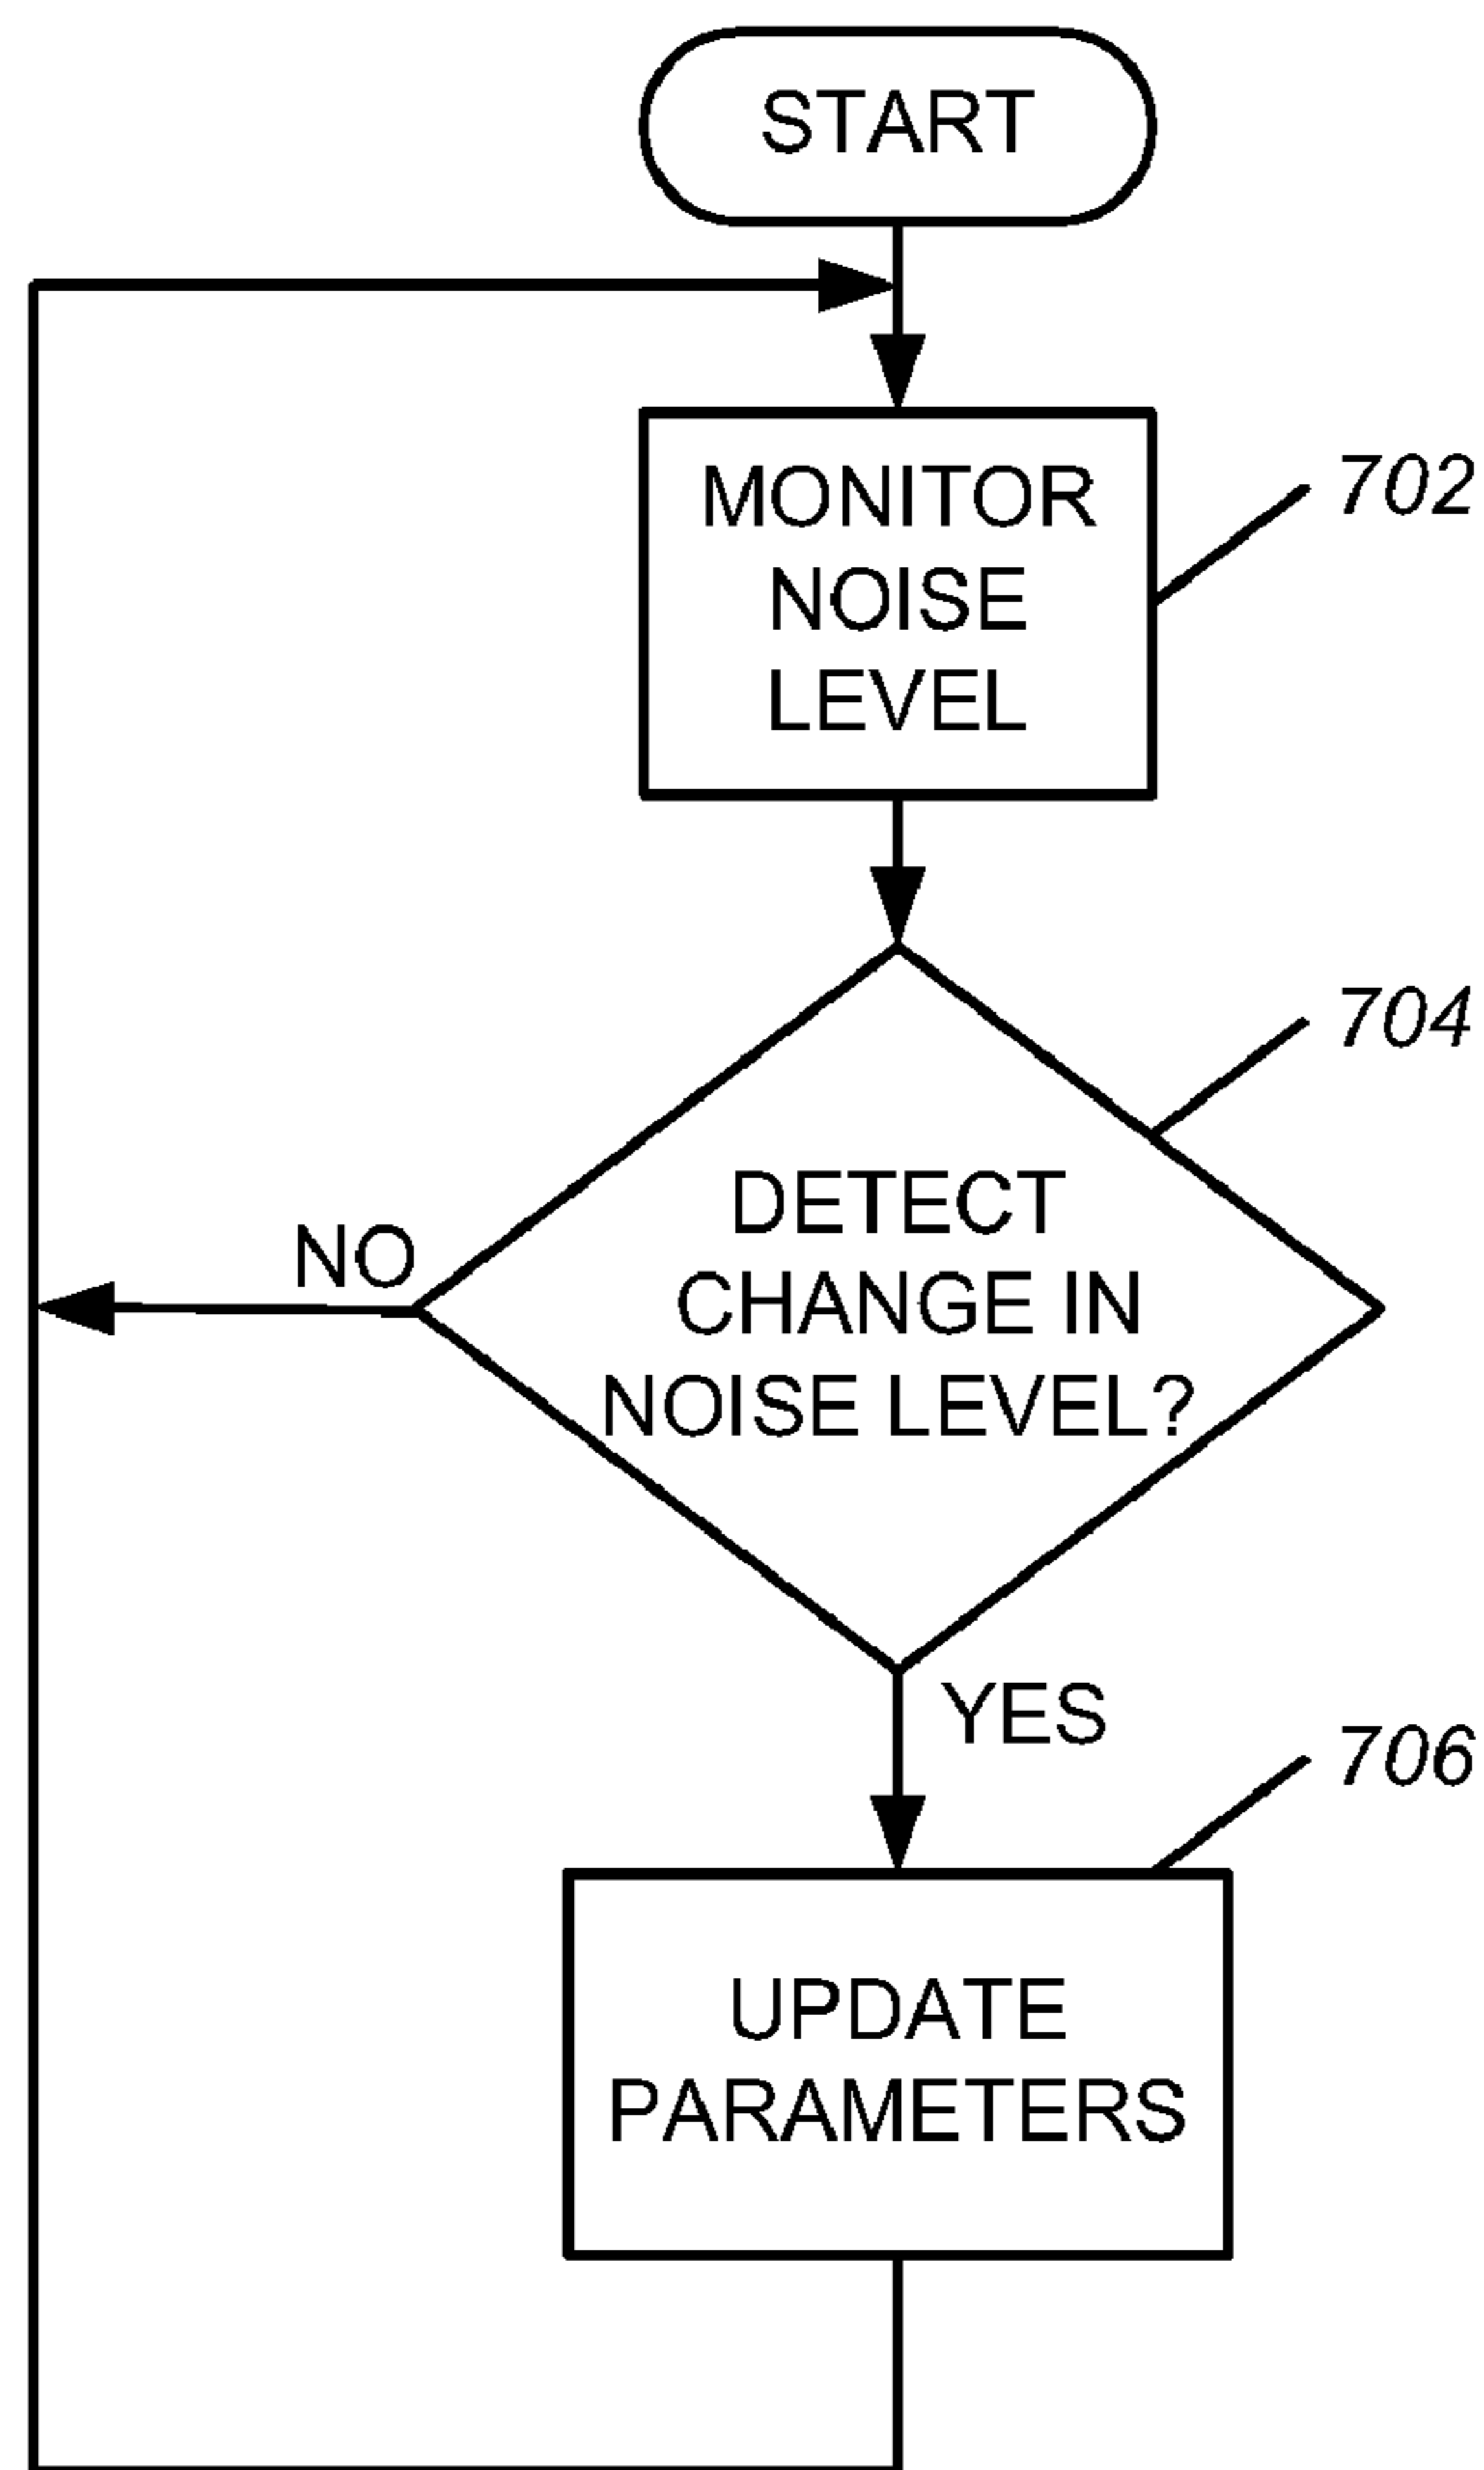 START
MONITOR
NOISE
LEVEL
702
704
DETECT
CHANGE IN
NOISE LEVEL?
NO
YES
706
UPDATE
PARAMETERS